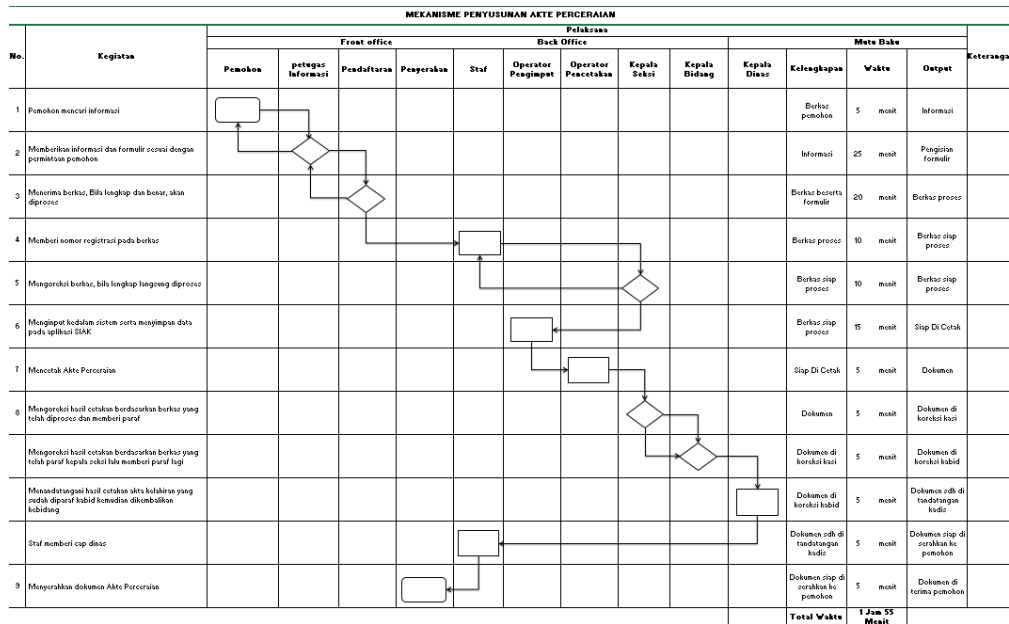 MEKANISME PENYUSUNAN AKTE PERCERAIAN
No.
Kegiatan
Pelaksana
Front office
Back Office
Mutu Baku
Keteranga
Pemohon
petugas
Informasi
Pendaftaran
Penyerahan
Staf
Operator
Pengimput
Operator
Pencetakan
Kepala
Seksi
Kepala
Bidang
Kepala
Dinas
Kelengkapan
Waktu
Output
1
Pemohon mencari informasi
Berkas
pemohon
5 menit
Informasi
2
Memberikan informasi dan formulir sesuai dengan
permintaan pemohon
Informasi
25 menit
Pengisian
formulir
3
Menerima berkas, Bila lengkap dan benar, akan
diproses
Berkas beserta
formulir
20 menit
Berkas proses
4
Memberi nomor registrasi pada berkas
Berkas proses
10 menit
Berkas siap
proses
5
Mengoreksi berkas, bila lengkap langsung diproses
Berkas siap
proses
10 menit
Berkas siap
proses
6
Menginput kedalam sistem serta menyimpan data
pada aplikasi SIAK
Berkas siap
proses
15 menit
Siap Di Cetak
7
Mencetak Akte Perceraian
Siap Di Cetak
5 menit
Dokumen
8
Mengoreksi hasil cetakan berdasarkan berkas yang
telah diproses dan memberi paraf
Dokumen
5 menit
Dokumen di
koreksi kasi
Mengoreksi hasil cetakan berdasarkan berkas yang
telah paraf kepala seksi lalu memberi paraf lagi
Dokumen di
koreksi kasi
5 menit
Dokumen di
koreksi kabid
Menandatangani hasil cetakan akta kelahiran yang
sudah diparaf kabid kemudian dikembalikan
kebidang
Dokumen di
koreksi kabid
5 menit
Dokumen sdh di
tandatangan
kadis
Staf memberi cap dinas
Dokumen sdh di
tandatangan
kadis
5 menit
Dokumen siap di
serahkan ke
pemohon
9
Menyerahkan dokumen Akte Perceraian
Dokumen siap di
serahkan ke
pemohon
5 menit
Dokumen di
terima pemohon
Total Waktu
1 Jam 55
Menit